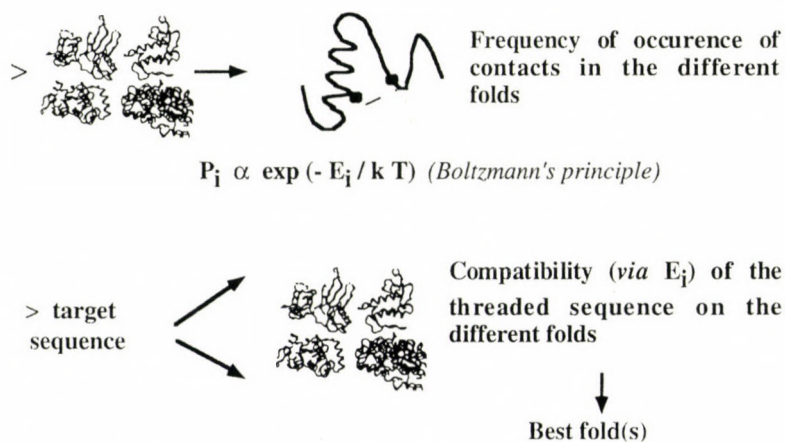 >
Frequency of occurence of
contacts in the different
folds
Pi α exp (- Ei / k T) (Boltzmann's principle)
> target
sequence
Compatibility (via Ei) of the
threaded sequence on the
different folds
Best fold(s)